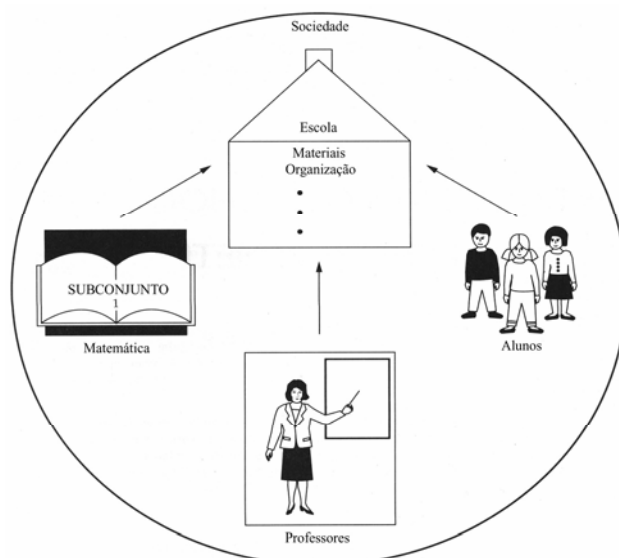 Sociedade
Escola
Materiais
Organização
SUBCONJUNTO
1
Matemática
Alunos
Professores